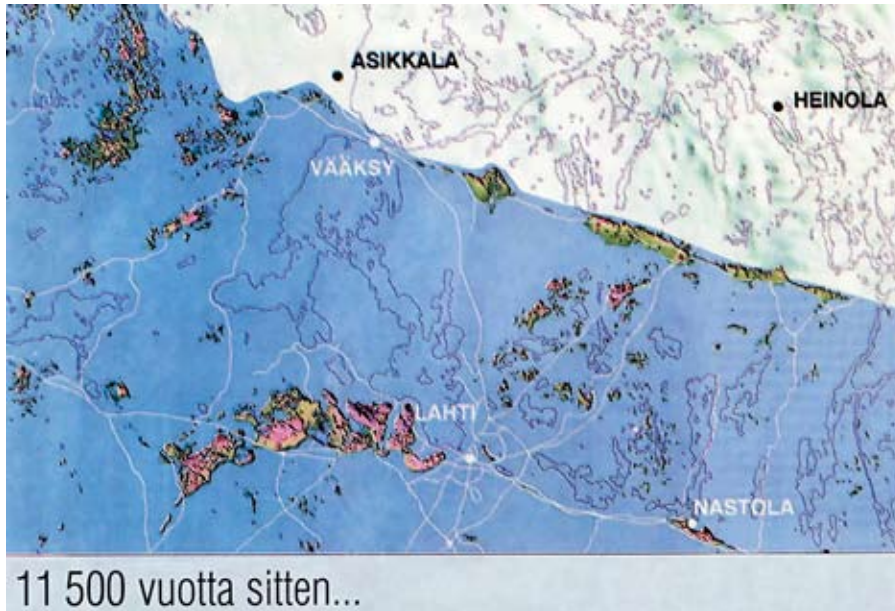 ASIKKALA
HEINOLA
VÄÄKSY
LAHTI
NASTOLA
11 500 vuotta sitten...